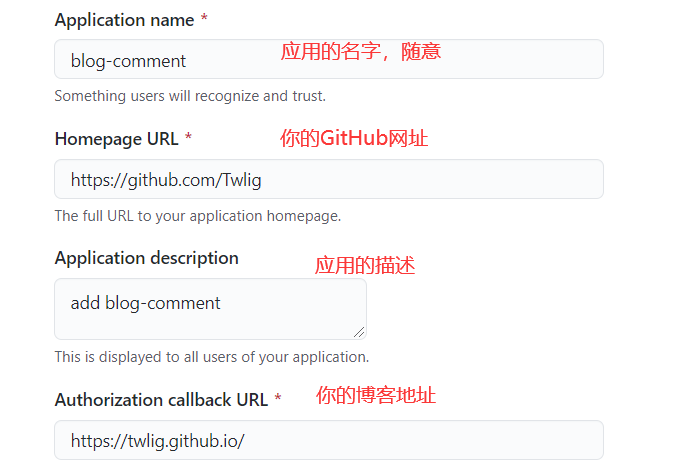 Application name *
应用的名字，随意
blog-comment
Something users will recognize and trust.
Homepage URL *
你的GitHub网址
https://github.com/Twlig
The full URL to your application homepage.
Application description
应用的描述
add blog-comment
This is displayed to all users of your application.
Authorization callback URL *
你的博客地址
https://twlig.github.io/